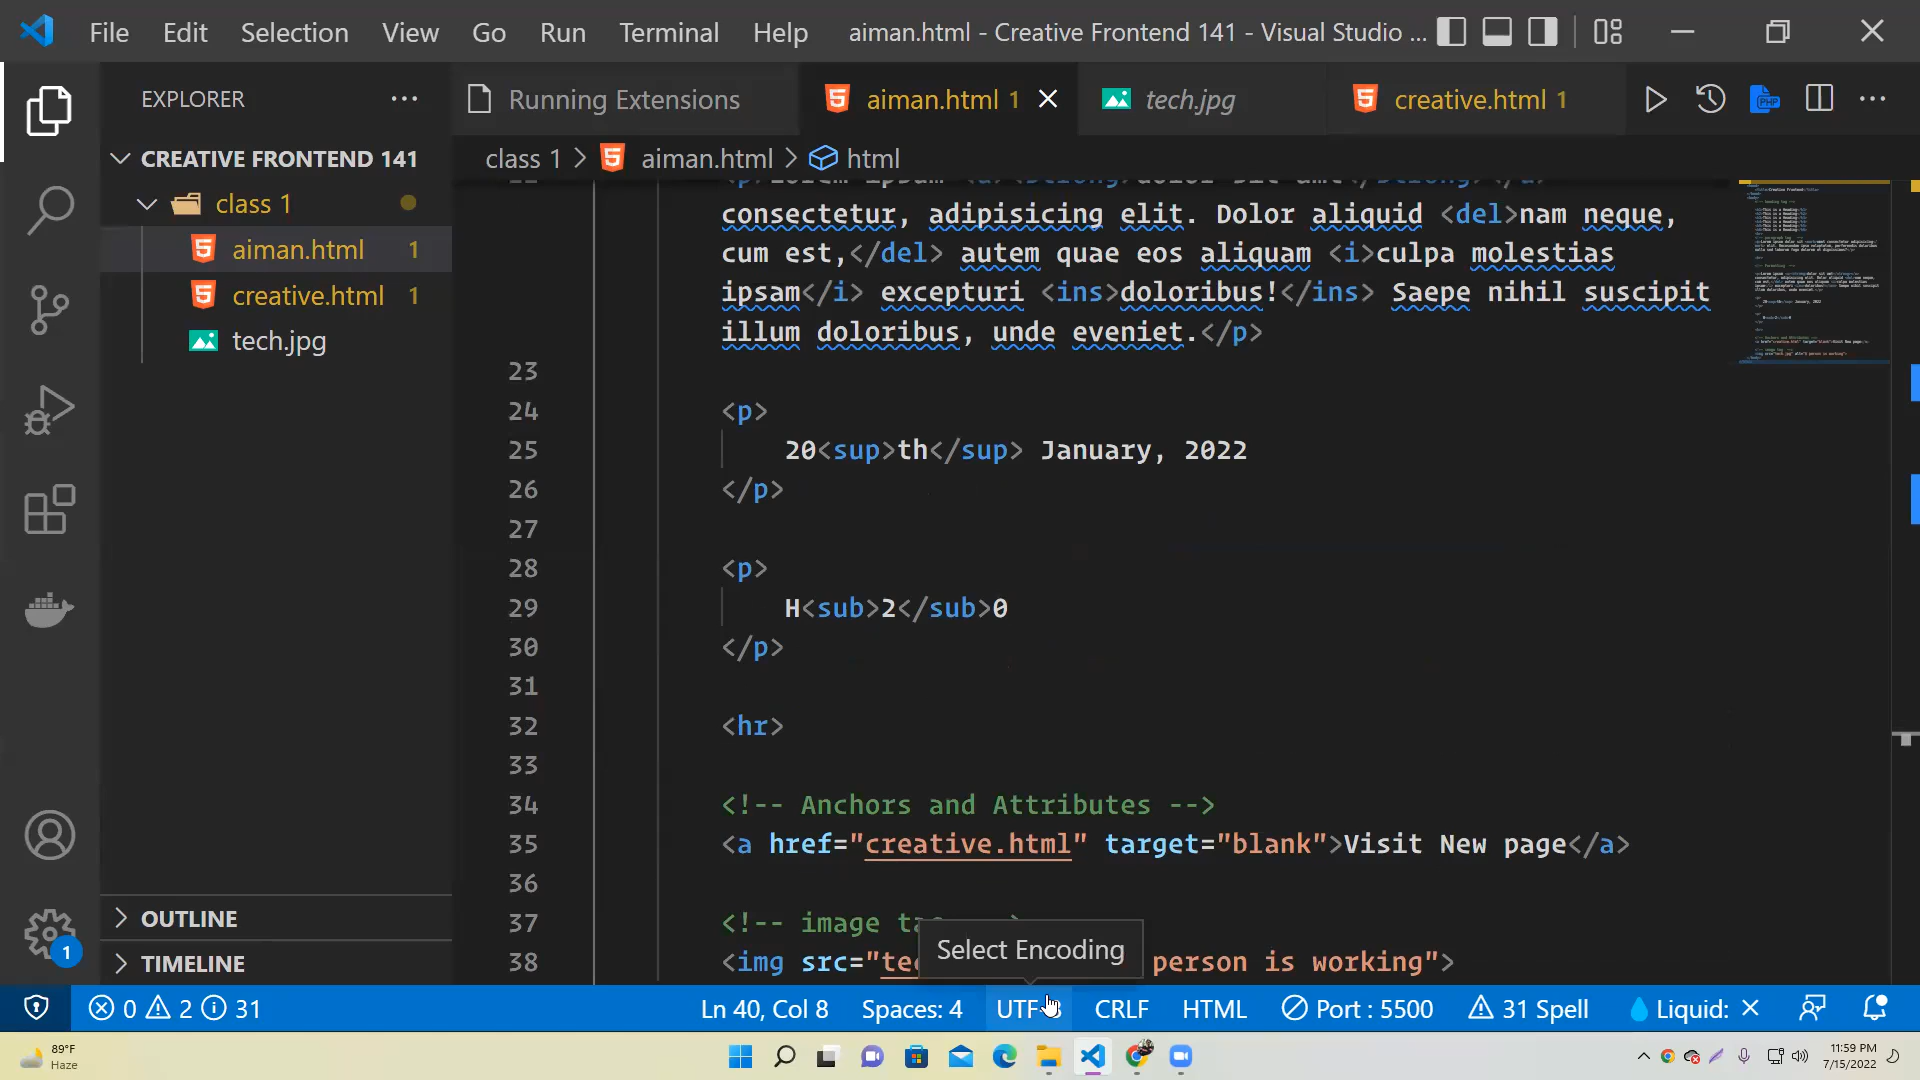 File Edit Selection View Go Run Terminal Help aiman.html - Creative Frontend 141 - Visual Studio ...
EXPLORER ...
Running Extensions aiman.html 1 tech.jpg creative.html 1
PHP
CREATIVE FRONTEND 141
class 1
aiman.html 1
creative.html 1
tech.jpg
class 1 > aiman.html > html
consectetur, adipisicing elit. Dolor aliquid <del>nam neque,
cum est,</del> autem quae eos aliquam <i>culpa molestias
ipsam</i> excepturi <ins>doloribus!</ins> Saepe nihil suscipit
illum doloribus, unde eveniet.</p>
23
24 <p>
25 20<sup>th</sup> January, 2022
26 </p>
27
28 <p>
29 H<sub>2</sub>0
30 </p>
31
32 <hr>
33
34 <!-- Anchors and Attributes -->
35 <a href="creative.html" target="blank">Visit New page</a>
36
37 <!-- image
38 <img src=" person is working">
Select Encoding
OUTLINE
TIMELINE
1
0 2 31
Ln 40, Col 8 Spaces: 4 UTF CRLF HTML Port : 5500 31 Spell Liquid:
89°F
Haze
11:59 PM
7/15/2022